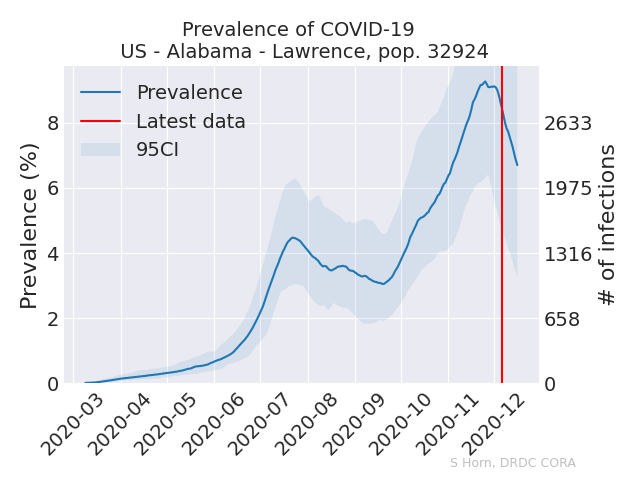 Prevalence of COVID-19
US - Alabama - Lawrence, pop. 32924
Prevalence
Latest data
95CI
Prevalence (%)
8
6
4
2
0
2633
1975
1316
658
0
# of infections
2020-03
2020-04
2020-05
2020-06
2020-07
2020-08
2020-09
2020-10
2020-11
2020-12
S Horn, DRDC CORA